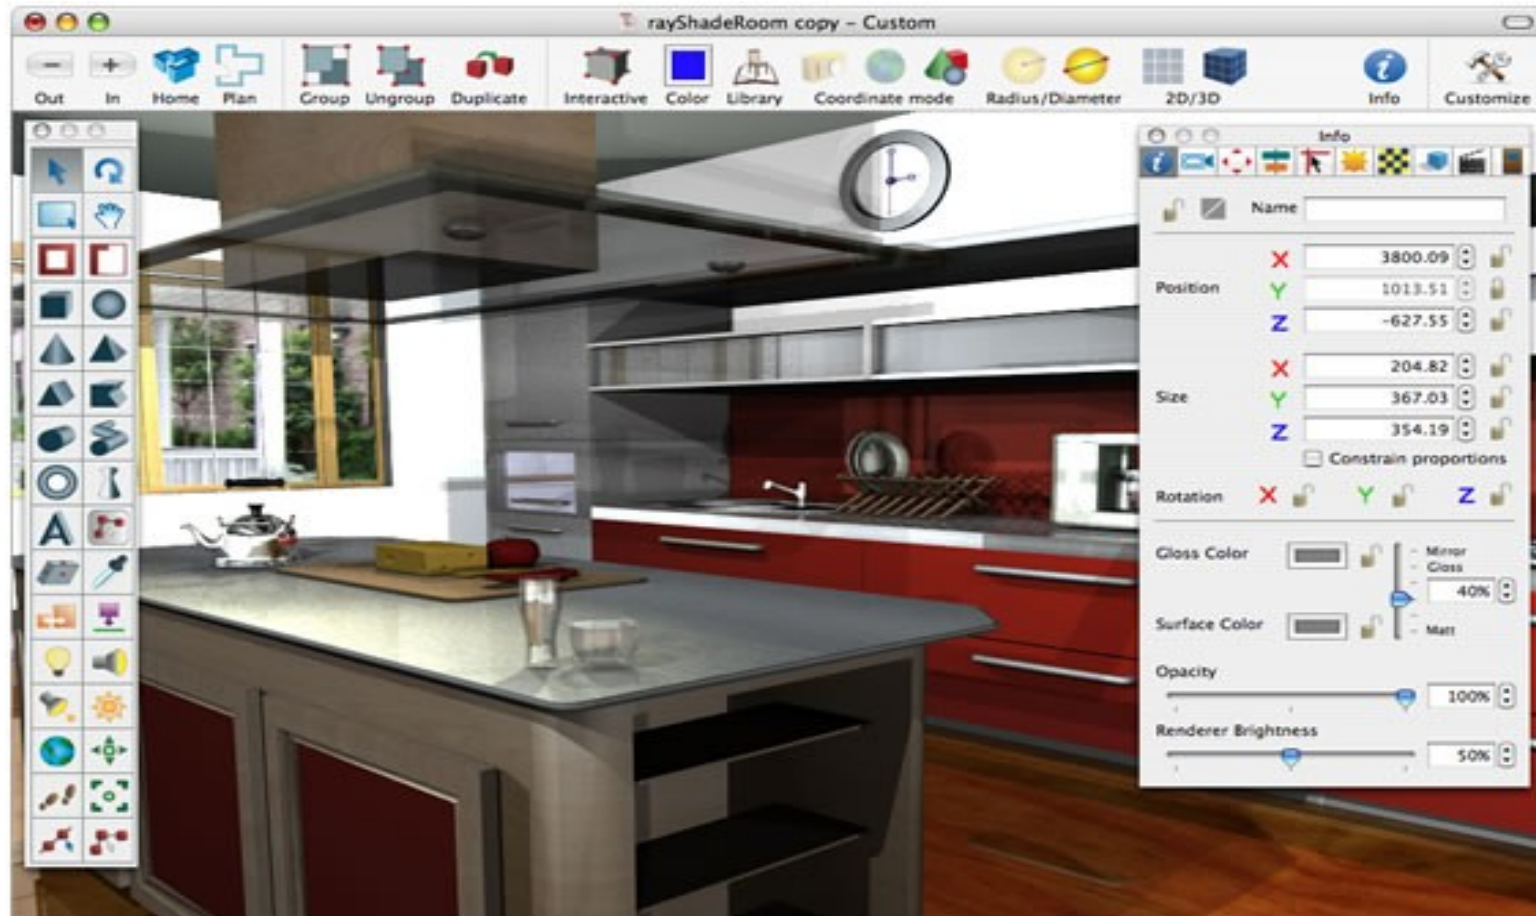 rayShadeRoom copy – Custom
Out In Home Plan Group Ungroup Duplicate Interactive Color Library Coordinate mode Radius/Diameter 2D/3D Info Customize
Info
Name
X 3800.09
Position Y 1013.51
Z -627.55
X 204.82
Size Y 367.03
Z 354.19
Constrain proportions
Rotation X Y Z
Gloss Color Mirror
Gloss
40%
Surface Color Matt
Opacity
100%
Renderer Brightness
50%